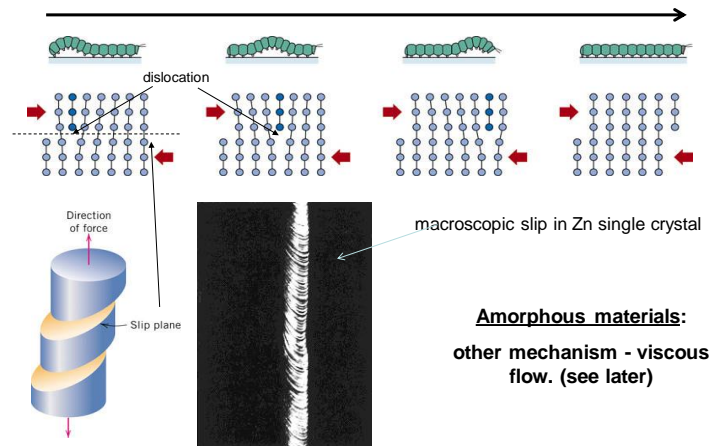 dislocation
Direction
of force
Slip plane
macroscopic slip in Zn single crystal
Amorphous materials:
other mechanism - viscous
flow. (see later)